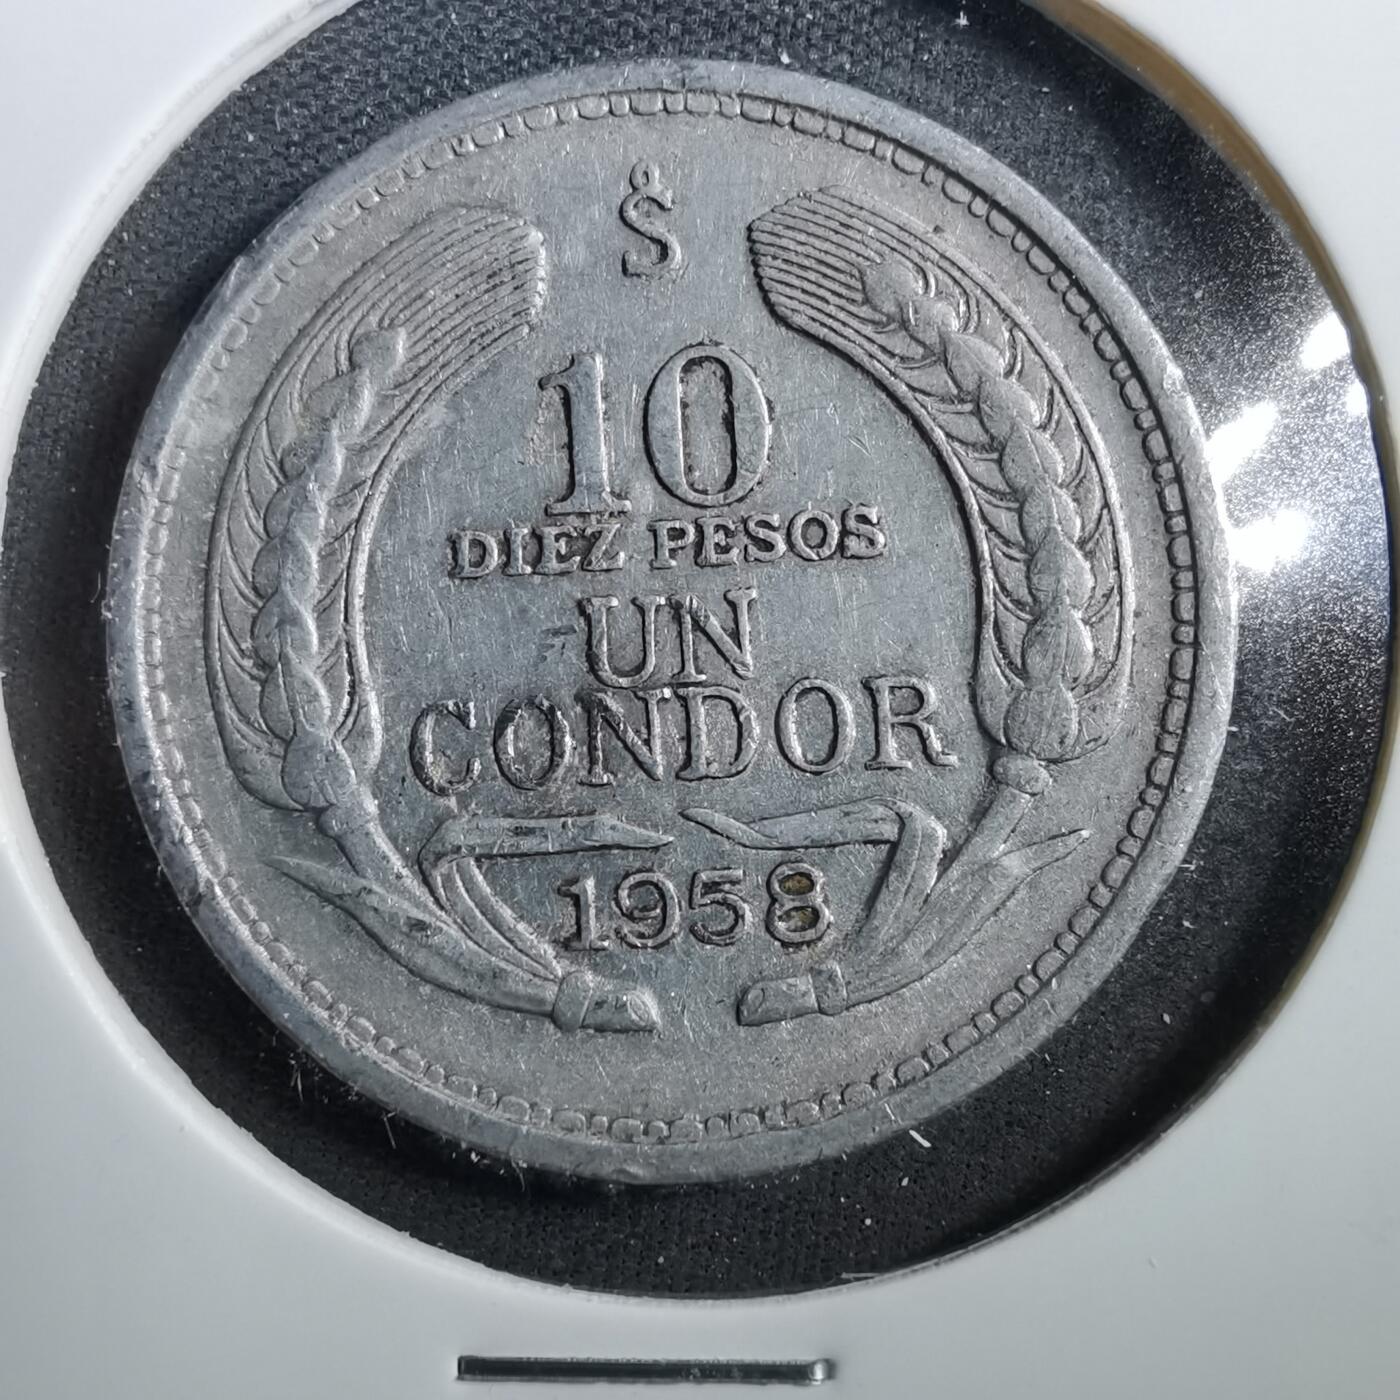 S°
10
DIEZ PESOS
UN
CONDOR
1958